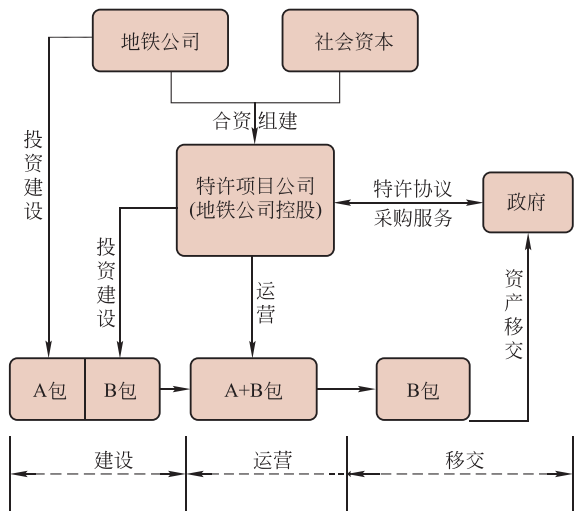 地铁公司
社会资本
合资组建
投资建设
特许项目公司
(地铁公司控股)
特许协议
采购服务
政府
投资建设
运营
资产移交
A包
B包
A+B包
B包
建设
运营
移交